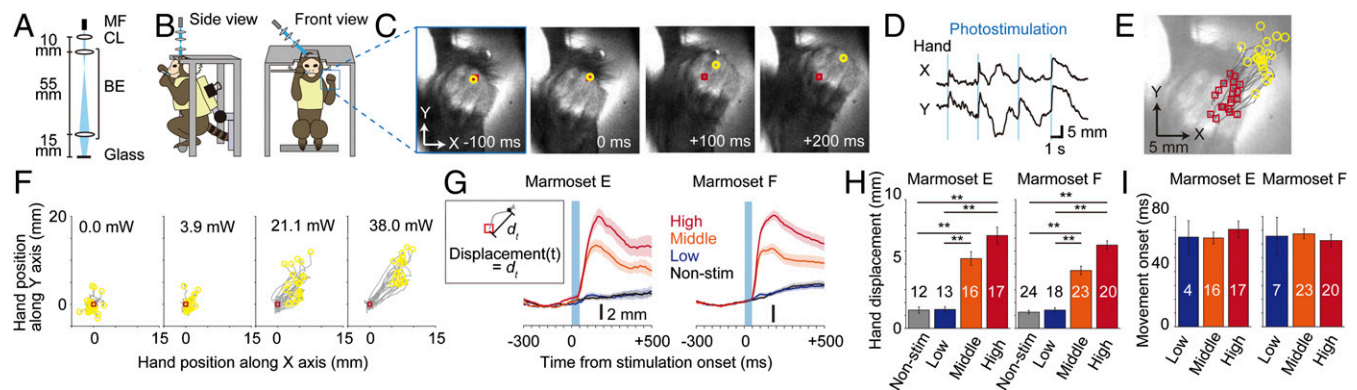 A
MF
CL
10
mm
55
mm
BE
15
mm
Glass
B
Side view
Front view
C
Y
X
-100 ms
0 ms
+100 ms
+200 ms
D
Photostimulation
Hand
X
Y
5 mm
1 s
E
Y
X
5 mm
F
Hand position
along Y axis (mm)
20
0
0.0 mW
3.9 mW
21.1 mW
38.0 mW
0
15
0
15
0
15
0
15
Hand position along X axis (mm)
G
Marmoset E
Marmoset F
dt
Displacement(t)
= dt
High
Middle
Low
Non-stim
2 mm
-300
+500
-300
+500
Time from stimulation onset (ms)
H
Marmoset E
Marmoset F
Hand displacement (mm)
10
5
0
**
**
**
**
**
**
**
**
12
13
16
17
24
18
23
20
Non-stim
Low
Middle
High
Non-stim
Low
Middle
High
I
Marmoset E
Marmoset F
Movement onset (ms)
80
60
0
4
16
17
7
23
20
Low
Middle
High
Low
Middle
High